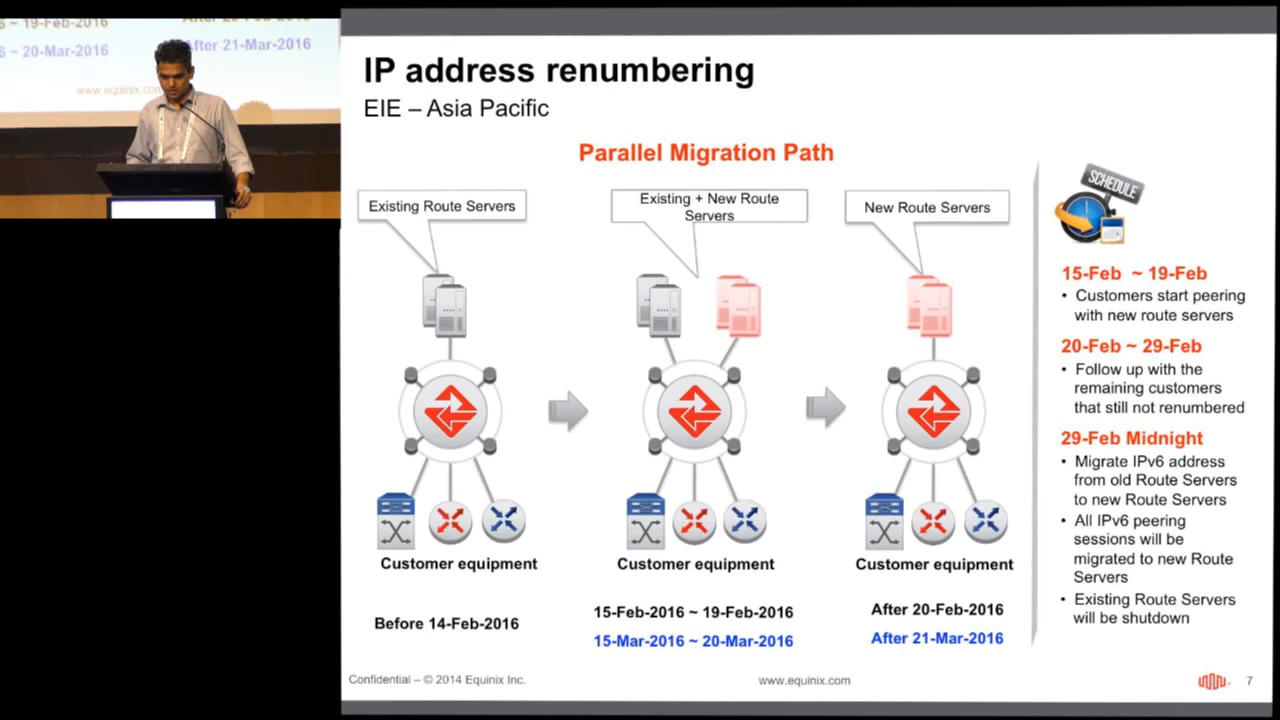 6 ~ 19-Feb-2016
6 ~ 20-Mar-2016
After 21-Mar-2016
www.equinix.com
IP address renumbering
EIE – Asia Pacific
Parallel Migration Path
Existing Route Servers
Existing + New Route
Servers
New Route Servers
Customer equipment
Customer equipment
Customer equipment
Before 14-Feb-2016
15-Feb-2016 ~ 19-Feb-2016
15-Mar-2016 ~ 20-Mar-2016
After 20-Feb-2016
After 21-Mar-2016
SCHEDULE
15-Feb ~ 19-Feb
• Customers start peering
with new route servers
20-Feb ~ 29-Feb
• Follow up with the
remaining customers
that still not renumbered
29-Feb Midnight
• Migrate IPv6 address
from old Route Servers
to new Route Servers
• All IPv6 peering
sessions will be
migrated to new Route
Servers
• Existing Route Servers
will be shutdown
Confidential – © 2014 Equinix Inc.
www.equinix.com
7